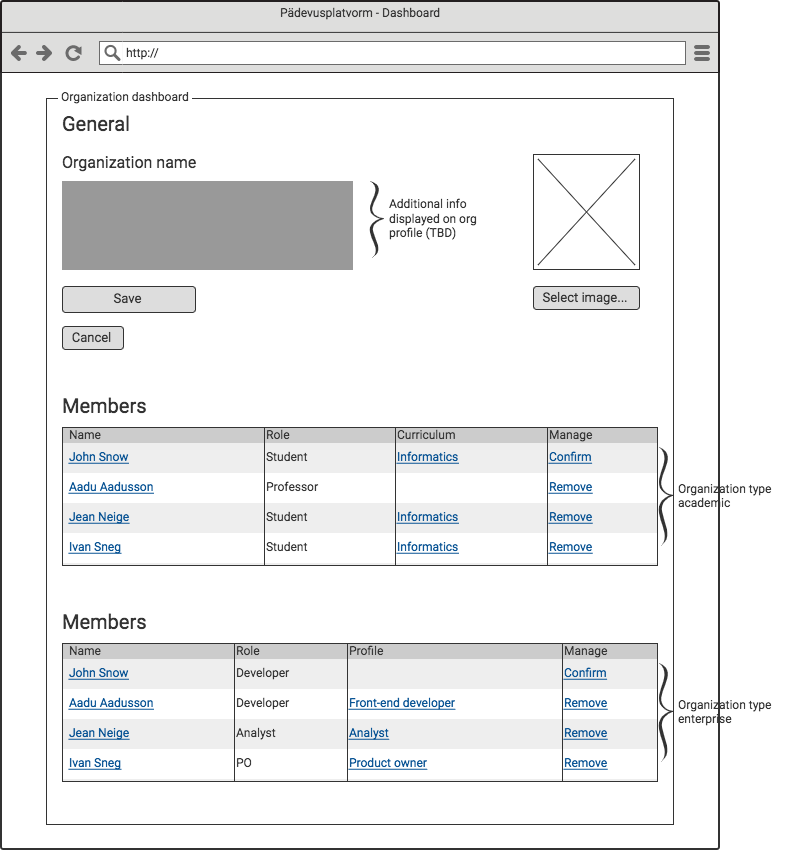 Pädevusplatvorm - Dashboard
http://
Organization dashboard
General
Organization name
Additional info
displayed on org
profile (TBD)
Save
Select image...
Cancel
Members
Name Role Curriculum Manage
John Snow Student Informatics Confirm
Aadu Aadusson Professor Remove
Jean Neige Student Informatics Remove
Ivan Sneg Student Informatics Remove
Organization type
academic
Members
Name Role Profile Manage
John Snow Developer Confirm
Aadu Aadusson Developer Front-end developer Remove
Jean Neige Analyst Analyst Remove
Ivan Sneg PO Product owner Remove
Organization type
enterprise